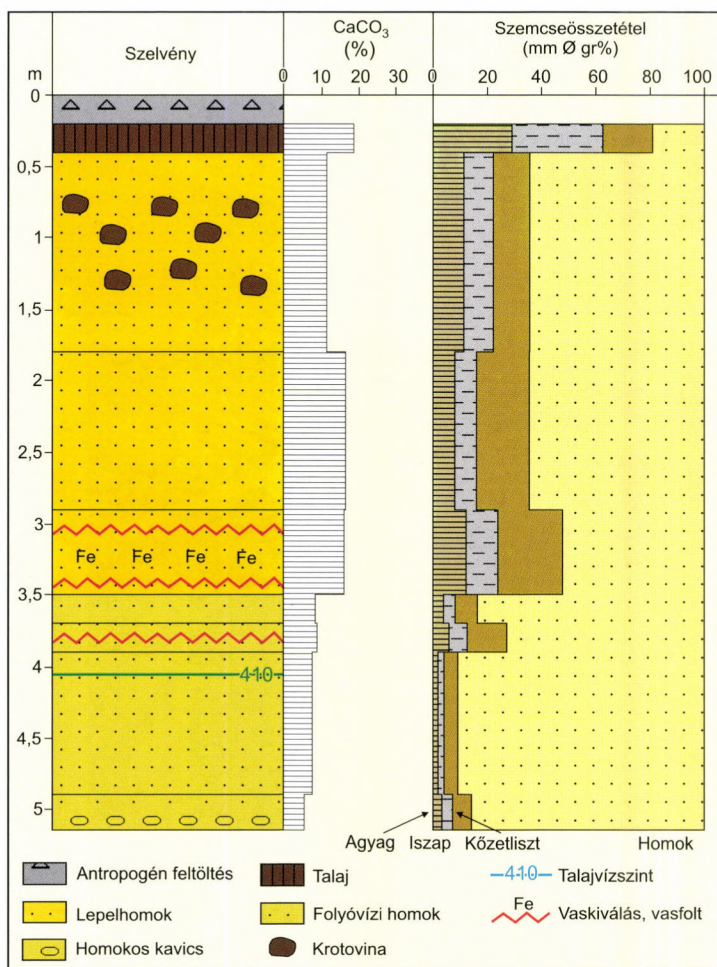 Szelvény
CaCO3
(%)
Szemcseösszetétel
(mm Ø gr%)
m
0 10 20 30
0 20 40 60 80 100
0
0,5
1
1,5
2
2,5
3
3,5
4
4,5
5
Fe Fe Fe Fe
410
Agyag Iszap Kőzetliszt Homok
Antropogén feltöltés
Talaj
410 Talajvízszint
Lepelhomok
Folyóvízi homok
Fe
Vaskiválás, vasfolt
Homokos kavics
Krotovina